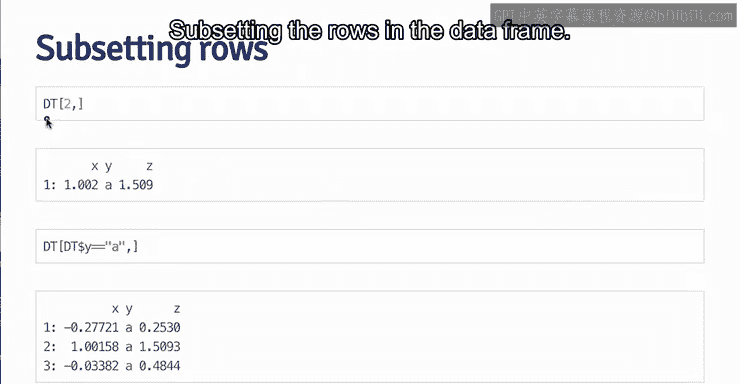 Subsetting the rows in the data frame.
Subsetting rows
DT[2,]
x y z
1: 1.002 a 1.509
DT[DT$y=="a",]
x y z
1: -0.27721 a 0.2530
2: 1.00158 a 1.5093
3: -0.03382 a 0.4844